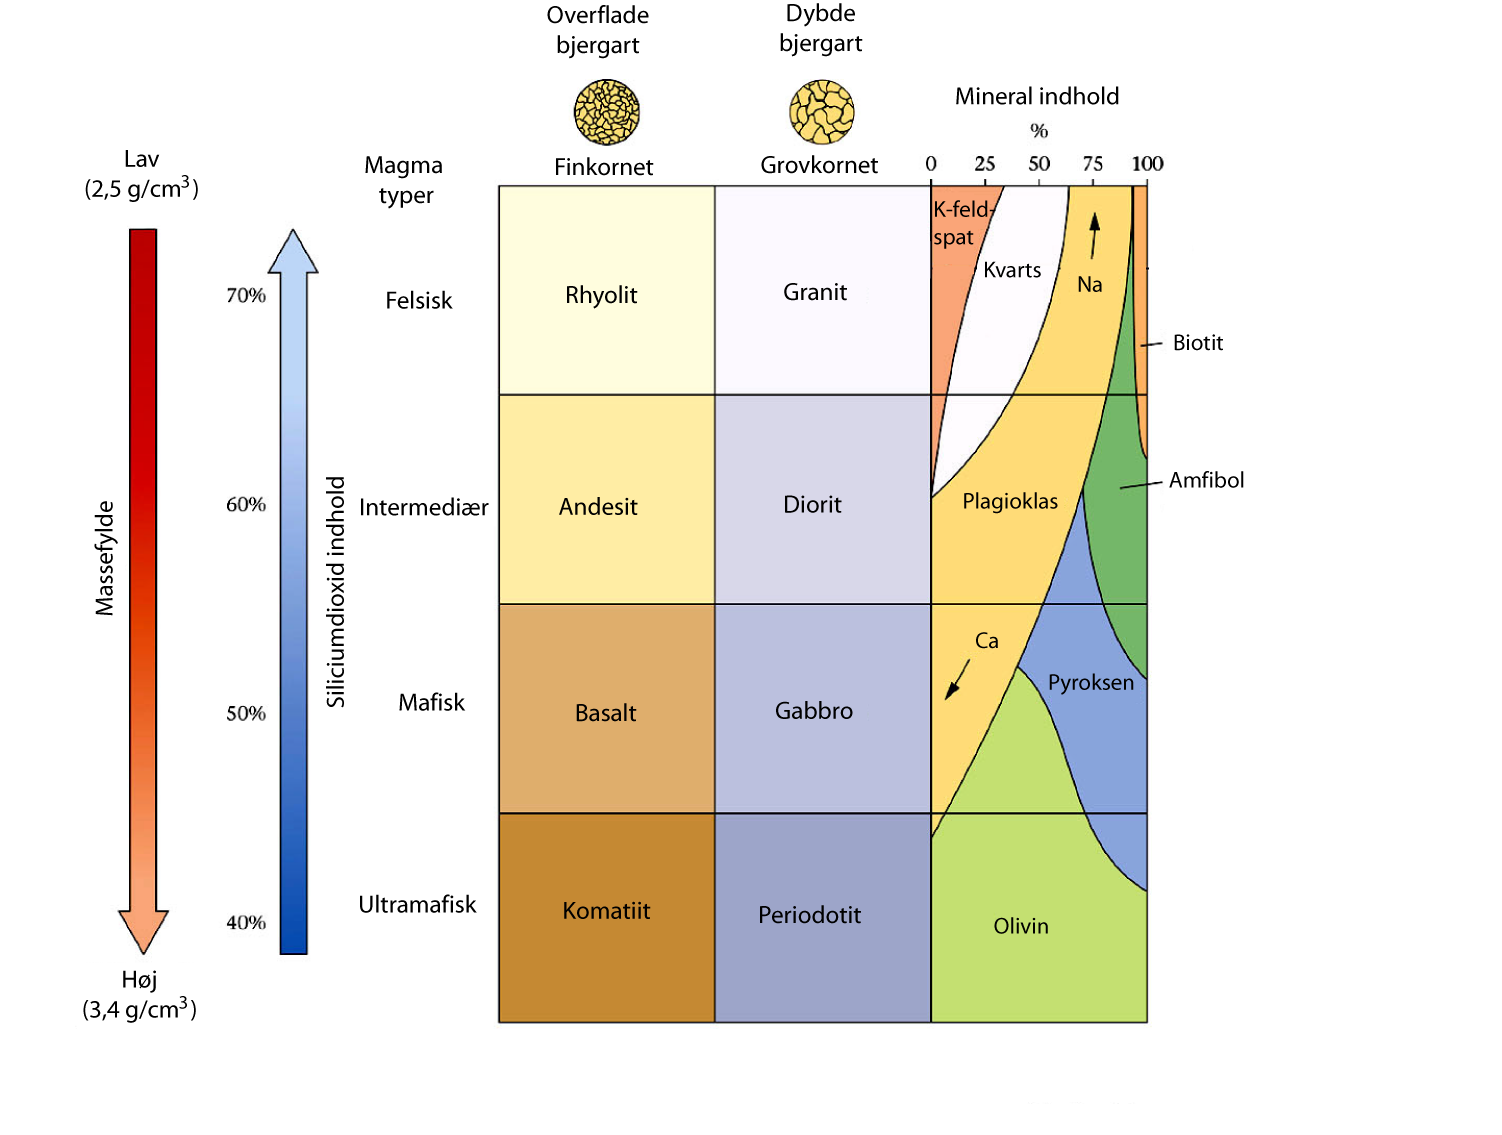 Overflade
bjergart
Dybde
bjergart
Mineral indhold
%
0 25 50 75 100
Lav
(2,5 g/cm³)
Magma
typer
Finkornet
Grovkornet
K-feld-
spat
Kvarts
Na
70%
Felsisk
Rhyolit
Granit
Biotit
Amfibol
60%
Intermediær
Andesit
Diorit
Plagioklas
Massefylde
Siliciumdioxid indhold
Ca
Pyroksen
50%
Mafisk
Basalt
Gabbro
40%
Ultramafisk
Komatiit
Periodotit
Olivin
Høj
(3,4 g/cm³)